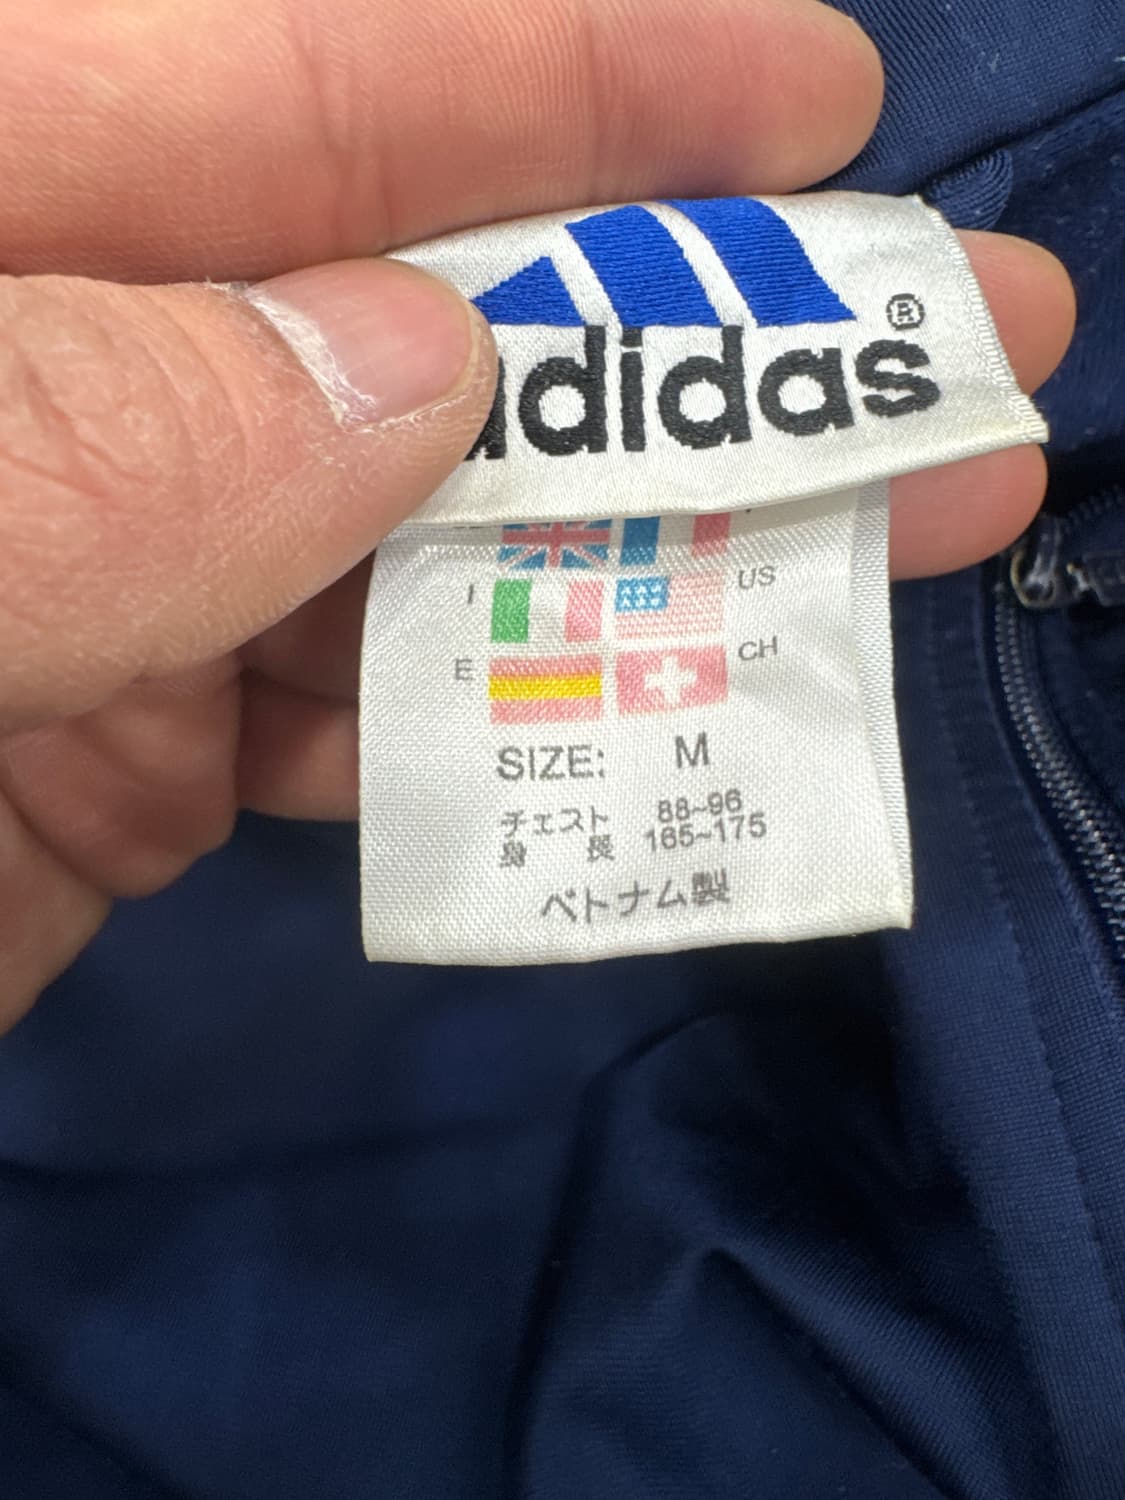 adidas®
I
US
E
CH
SIZE: M
チェスト 88~96
身長 165~175
ベトナム製